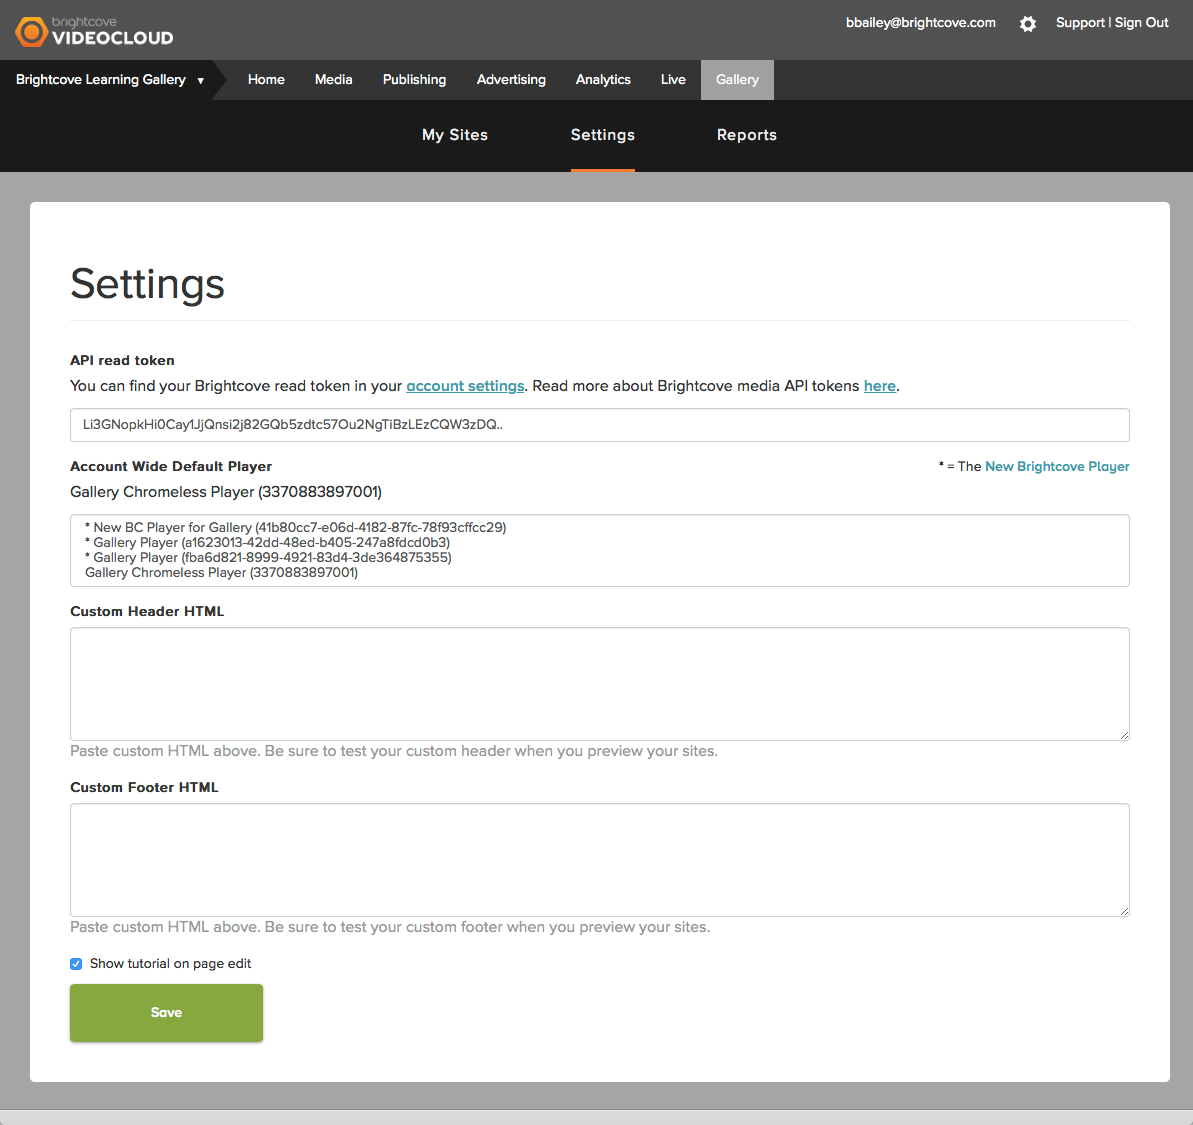 brightcove
VIDEOCLOUD
bbailey@brightcove.com
Support | Sign Out
Brightcove Learning Gallery ▼ Home Media Publishing Advertising Analytics Live Gallery
My Sites Settings Reports
Settings
API read token
You can find your Brightcove read token in your account settings. Read more about Brightcove media API tokens here.
Li3GNopkHi0Cay1JjQnsi2j82GQb5zdtc57Ou2NgTiBzLEzCQW3zDQ..
Account Wide Default Player
* = The New Brightcove Player
Gallery Chromeless Player (3370883897001)
* New BC Player for Gallery (41b80cc7-e06d-4182-87fc-78f93cffcc29)
* Gallery Player (a1623013-42dd-48ed-b405-247a8fdcd0b3)
* Gallery Player (fba6d821-8999-4921-83d4-3de364875355)
Gallery Chromeless Player (3370883897001)
Custom Header HTML
Paste custom HTML above. Be sure to test your custom header when you preview your sites.
Custom Footer HTML
Paste custom HTML above. Be sure to test your custom footer when you preview your sites.
Show tutorial on page edit
Save